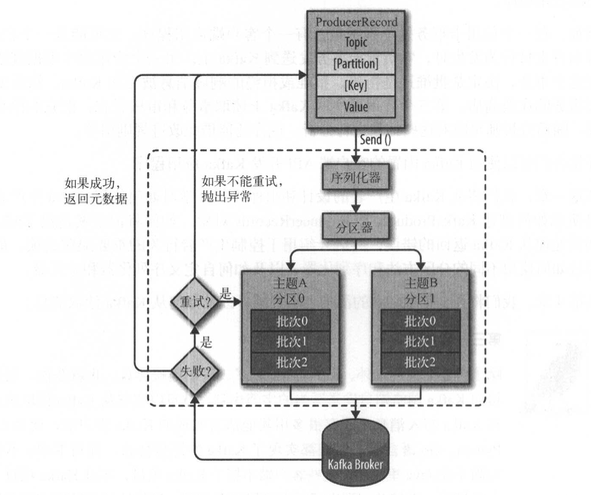 ProducerRecord
Topic
[Partition]
[Key]
Value
Send ()
如果成功，
返回元数据
如果不能重试，
抛出异常
序列化器
分区器
主题A
分区0
批次0
批次1
批次2
主题B
分区1
批次0
批次1
批次2
重试?
是
是
失败?
Kafka Broker